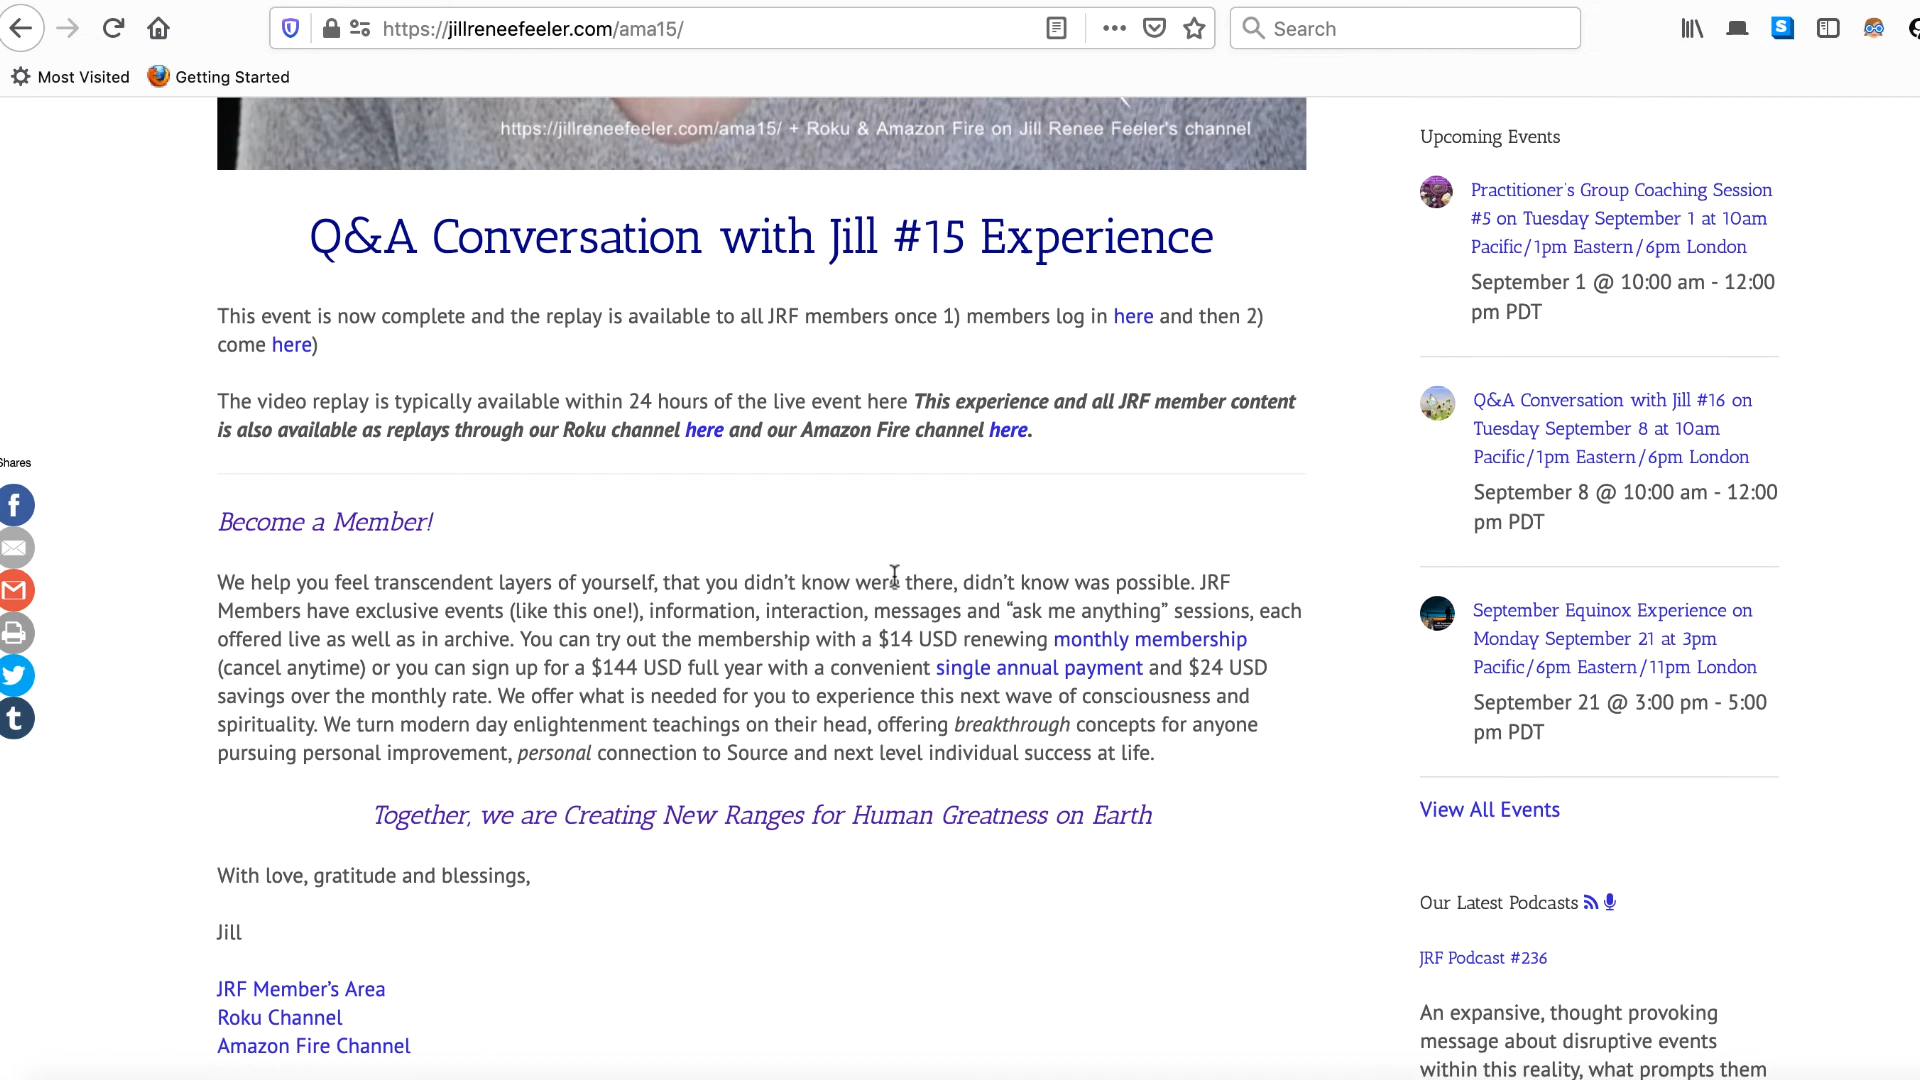 https://jillreneefeeler.com/ama15/
Search
Most Visited
Getting Started
https://jillreneefeeler.com/ama15/ + Roku & Amazon Fire on Jill Renee Feeler's channel
Q&A Conversation with Jill #15 Experience
This event is now complete and the replay is available to all JRF members once 1) members log in here and then 2)
come here)
The video replay is typically available within 24 hours of the live event here This experience and all JRF member content
is also available as replays through our Roku channel here and our Amazon Fire channel here.
Shares
Become a Member!
We help you feel transcendent layers of yourself, that you didn't know were there, didn't know was possible. JRF
Members have exclusive events (like this one!), information, interaction, messages and “ask me anything” sessions, each
offered live as well as in archive. You can try out the membership with a $14 USD renewing monthly membership
(cancel anytime) or you can sign up for a $144 USD full year with a convenient single annual payment and $24 USD
savings over the monthly rate. We offer what is needed for you to experience this next wave of consciousness and
spirituality. We turn modern day enlightenment teachings on their head, offering breakthrough concepts for anyone
pursuing personal improvement, personal connection to Source and next level individual success at life.
Together, we are Creating New Ranges for Human Greatness on Earth
With love, gratitude and blessings,
Jill
JRF Member's Area
Roku Channel
Amazon Fire Channel
Upcoming Events
Practitioner's Group Coaching Session
#5 on Tuesday September 1 at 10am
Pacific/1pm Eastern/6pm London
September 1 @ 10:00 am - 12:00
pm PDT
Q&A Conversation with Jill #16 on
Tuesday September 8 at 10am
Pacific/1pm Eastern/6pm London
September 8 @ 10:00 am - 12:00
pm PDT
September Equinox Experience on
Monday September 21 at 3pm
Pacific/6pm Eastern/11pm London
September 21 @ 3:00 pm - 5:00
pm PDT
View All Events
Our Latest Podcasts
JRF Podcast #236
An expansive, thought provoking
message about disruptive events
within this reality, what prompts them